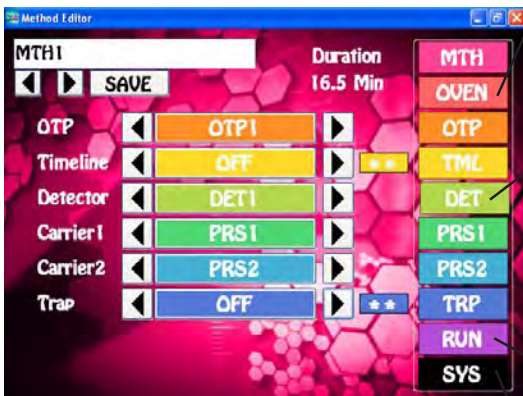 Method Editor
MTH1
SAVE
Duration
16.5 Min
OTP OTP1
Timeline OFF **
Detector DET1
Carrier1 PRS1
Carrier2 PRS2
Trap OFF **
MTH
OVEN
OTP
TML
DET
PRS1
PRS2
TRP
RUN
SYS